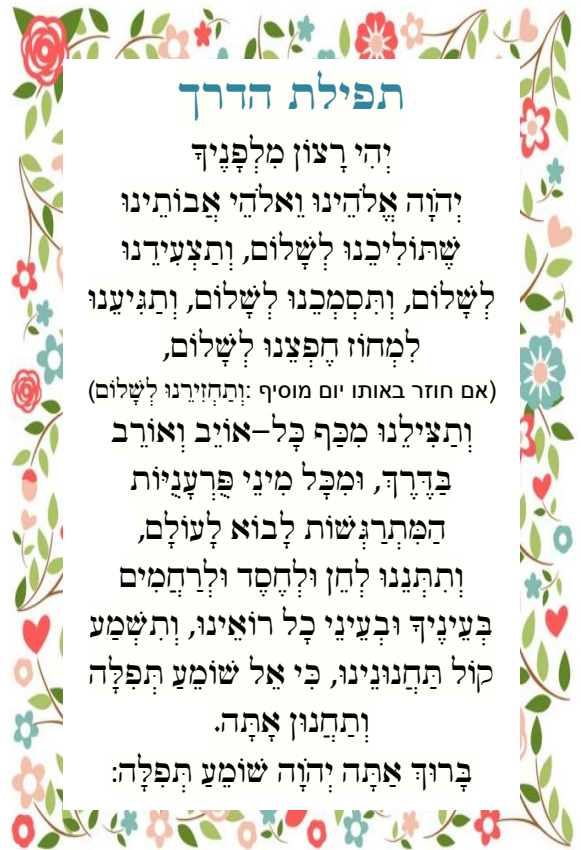 תפילת הדרך
יְהִי רָצוֹן מִלְפָנֶיךָ
יְהֹוָה אֱלֹהֵינוּ וֵאלֹהֵי אֲבוֹתֵינוּ
שֶׁתּוֹלִיכֵנוּ לְשָׁלוֹם, וְתַצְעִידֵנוּ
לְשָׁלוֹם, וְתִּסְמְכֵנוּ לְשָׁלוֹם, וְתַגִּיעֵנוּ
לִמְחוֹז חֶפְצֵנוּ לְשָׁלוֹם,
(אם חוזר באותו יום מוסיף :וְתַחְזִירֵנוּ לְשָׁלוֹם)
וְתַצִּילֵנוּ מִכַּף כָּל–אוֹיֵב וְאוֹרֵב
בַּדֶּרֶךְ, וּמִכָּל מִינֵי פֻּרְעָנֻיּוֹת
הַמִּתְרַגְּשׁוֹת לָבוֹא לָעוֹלָם,
וְתִתְּנֵנוּ לְחֵן וּלְחֶסֶד וּלְרַחֲמִים
בְּעֵינֶיךָ וּבְעֵינֵי כָל רוֹאֵינוּ, וְתִשְׁמַע
קוֹל תַּחֲנוּנֵינוּ, כִּי אֵל שׁוֹמֵעַ תְּפִלָּה
וְתַחֲנוּן אָתָּה.
בָּרוּךְ אַתָּה יְהֹוָה שׁוֹמֵעַ תְּפִלָּה: